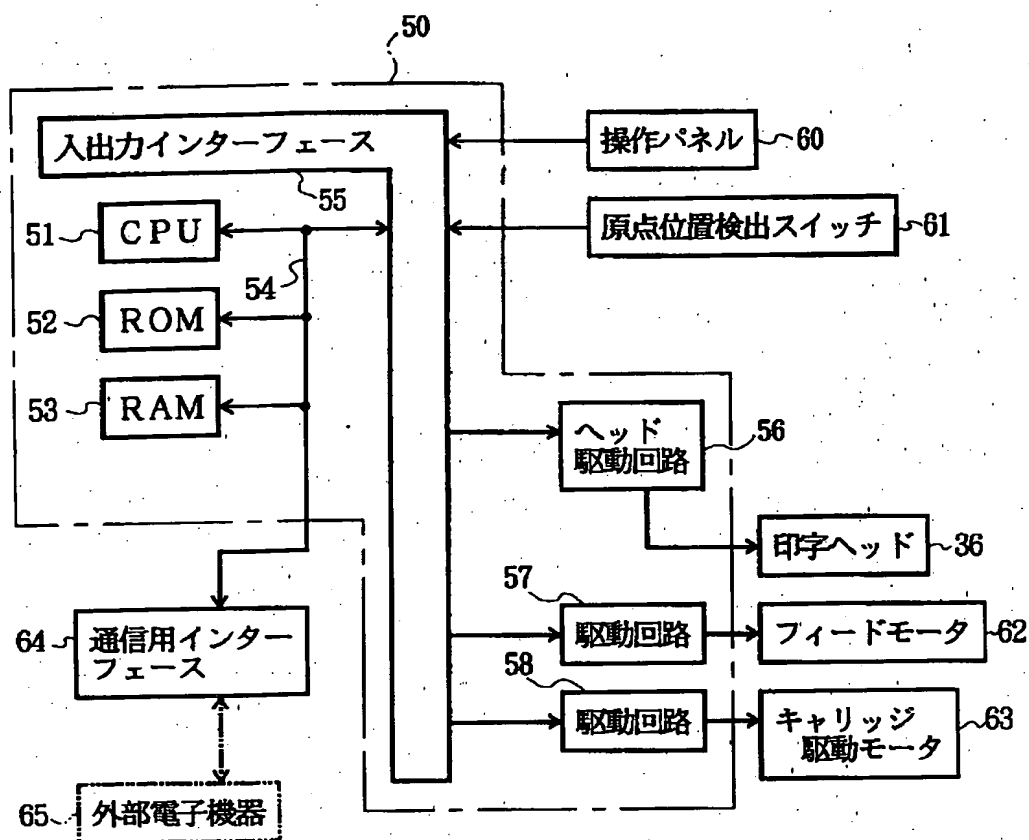 50
入出力インターフェース
55
操作パネル
60
原点位置検出スイッチ
61
51
CPU
54
52
ROM
53
RAM
ヘッド
駆動回路
56
印字ヘッド
36
57
駆動回路
フィードモータ
62
64
通信用インター
フェース
58
駆動回路
キャリッジ
駆動モータ
63
65
外部電子機器